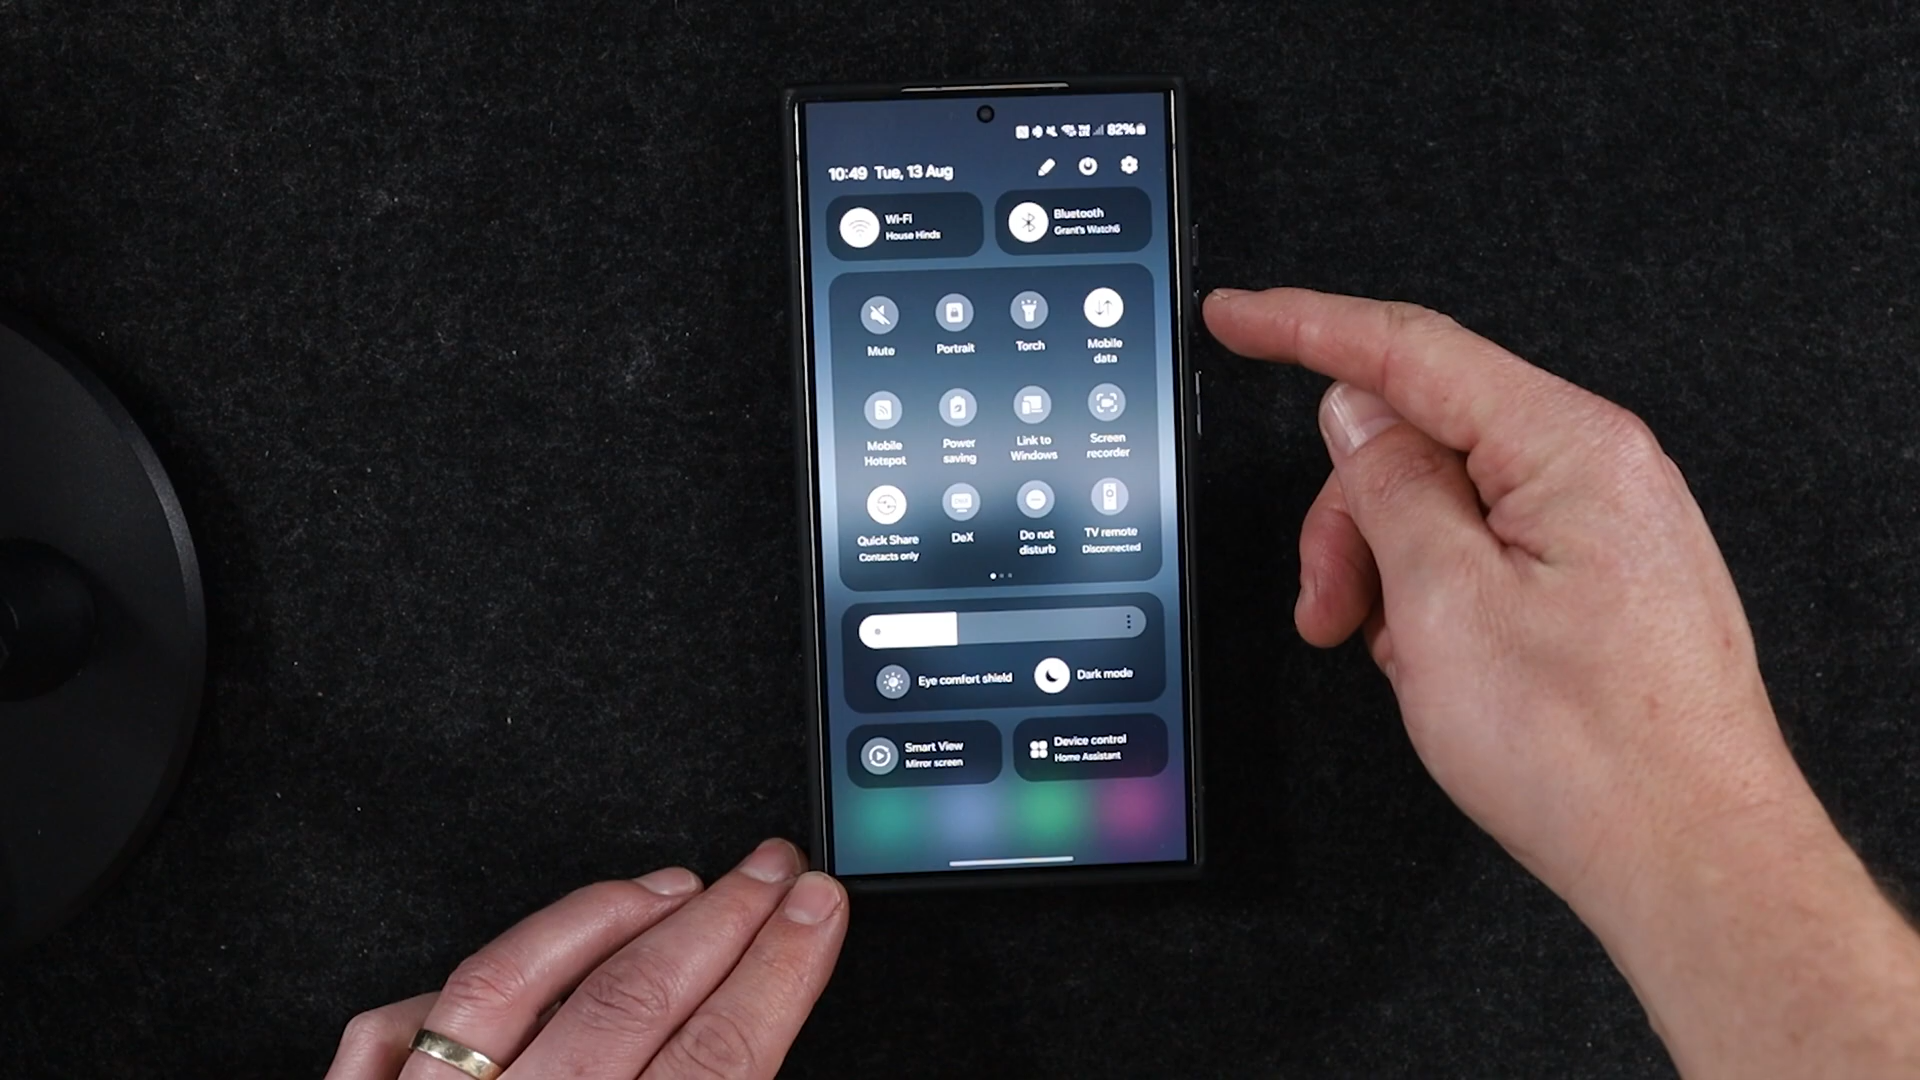 82%
10:49 Tue, 13 Aug
Wi-Fi
House Hinds
Bluetooth
Grant's Watch6
Mute
Portrait
Torch
Mobile
data
Mobile
Hotspot
Power
saving
Link to
Windows
Screen
recorder
Quick Share
Contacts only
DeX
Do not
disturb
TV remote
Disconnected
Eye comfort shield
Dark mode
Smart View
Mirror screen
Device control
Home Assistant